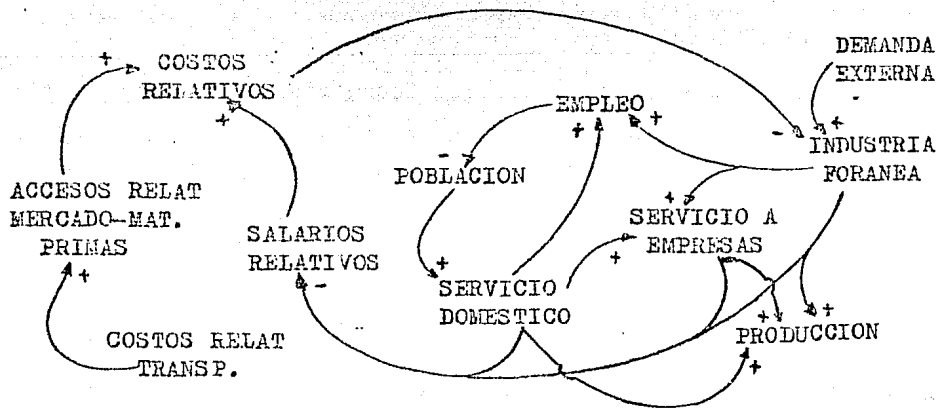 COSTOS
RELATIVOS
DEMANDA
EXTERNA
EMPLEO
INDUSTRIA
FORANEA
POBLACION
ACCESOS RELAT
MERCADO-MAT.
PRIMAS
SALARIOS
RELATIVOS
SERVICIO A
EMPRESAS
SERVICIO
DOMESTICO
PRODUCCION
COSTOS RELAT
TRANSP.